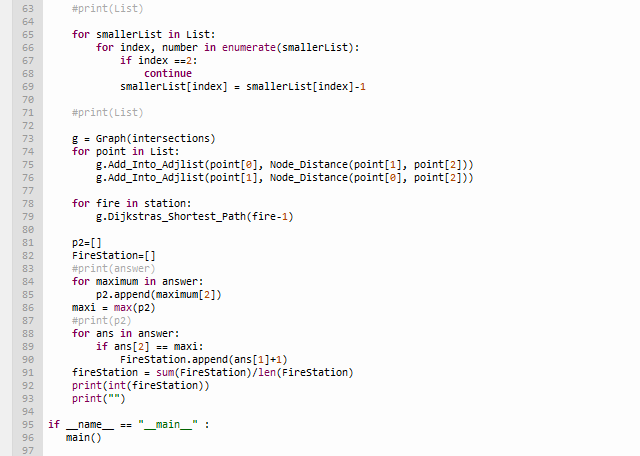 63 #print(List)
64
65 for smallerList in List:
66 for index, number in enumerate(smallerList):
67 if index ==2:
68 continue
69 smallerList[index] = smallerList[index]-1
70
71 #print(List)
72
73 g = Graph(intersections)
74 for point in List:
75 g.Add_Into_Adjlist(point[0], Node_Distance(point[1], point[2]))
76 g.Add_Into_Adjlist(point[1], Node_Distance(point[0], point[2]))
77
78 for fire in station:
79 g.Dijkstras_Shortest_Path(fire-1)
80
81 p2=[]
82 FireStation=[]
83 #print(answer)
84 for maximum in answer:
85 p2.append(maximum[2])
86 maxi = max(p2)
87 #print(p2)
88 for ans in answer:
89 if ans[2] == maxi:
90 FireStation.append(ans[1]+1)
91 fireStation = sum(FireStation)/len(FireStation)
92 print(int(fireStation))
93 print("")
94
95 if __name__ == "__main__" :
96 main()
97